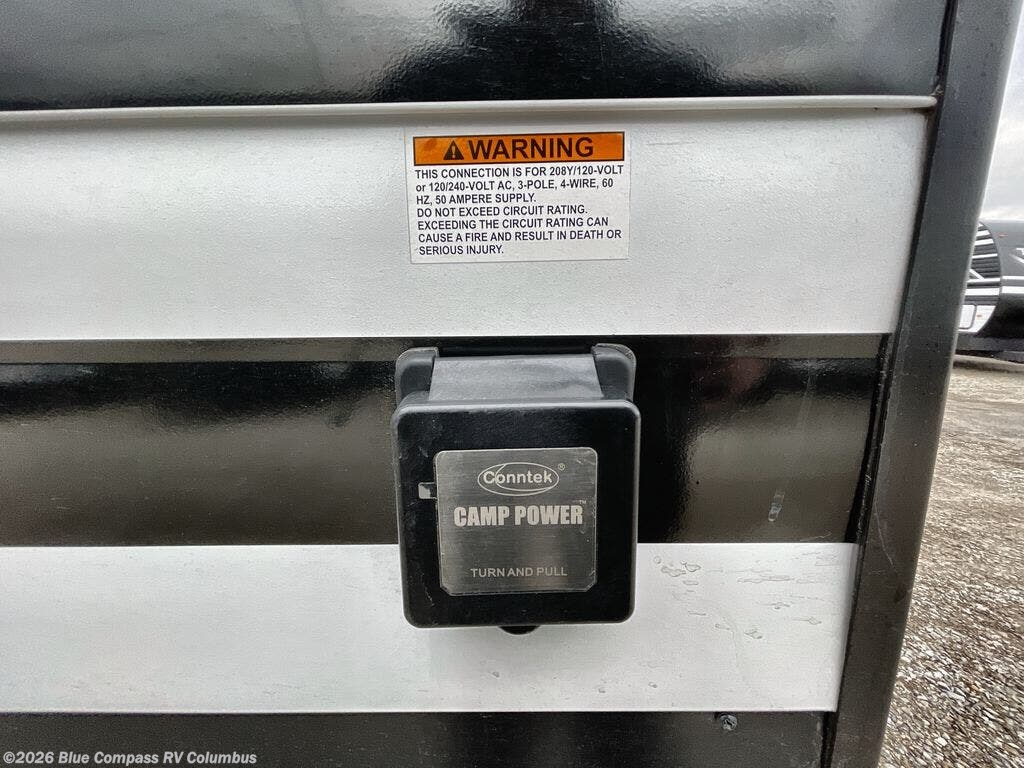 WARNING
THIS CONNECTION IS FOR 208Y/120-VOLT
or 120/240-VOLT AC, 3-POLE, 4-WIRE, 60
HZ, 50 AMPERE SUPPLY.
DO NOT EXCEED CIRCUIT RATING.
EXCEEDING THE CIRCUIT RATING CAN
CAUSE A FIRE AND RESULT IN DEATH OR
SERIOUS INJURY.
Conntek®
CAMP POWER™
TURN AND PULL
©2026 Blue Compass RV Columbus